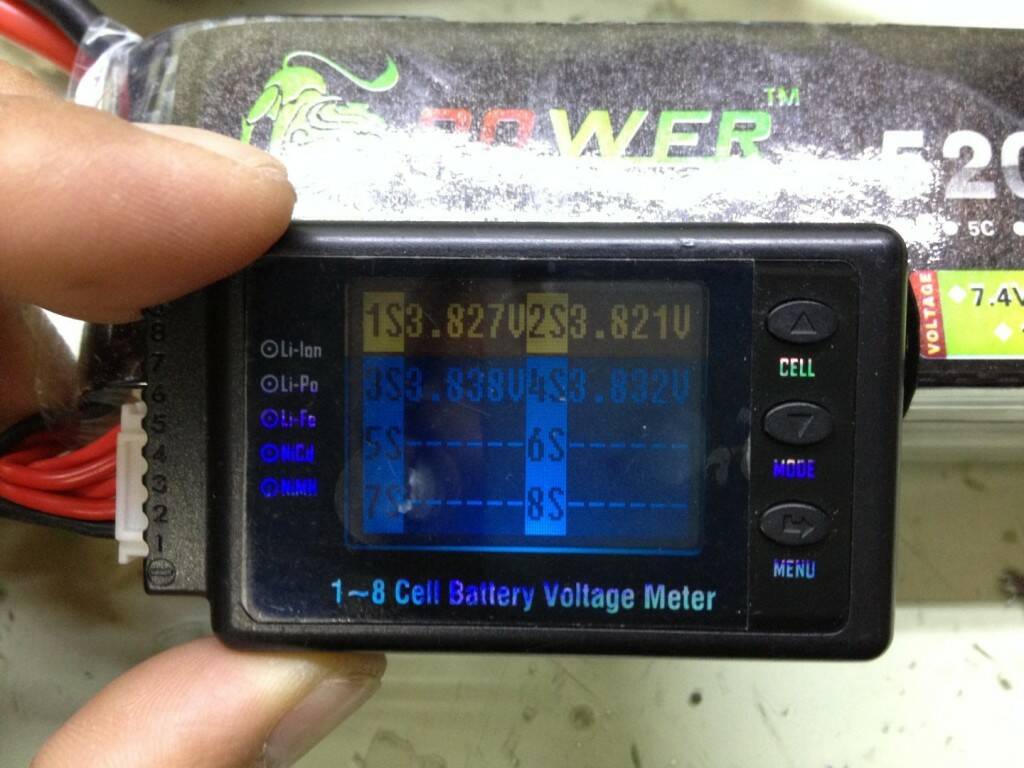 POWER™
520
5C
VOLTAGE
7.4V
1S3.827V2S3.821V
3S3.838V4S3.832V
5S------6S------
7S------8S------
Li-Ion
Li-Po
Li-Fe
NiCd
NiMH
CELL
MODE
MENU
8
7
6
5
4
3
2
1
1~8 Cell Battery Voltage Meter